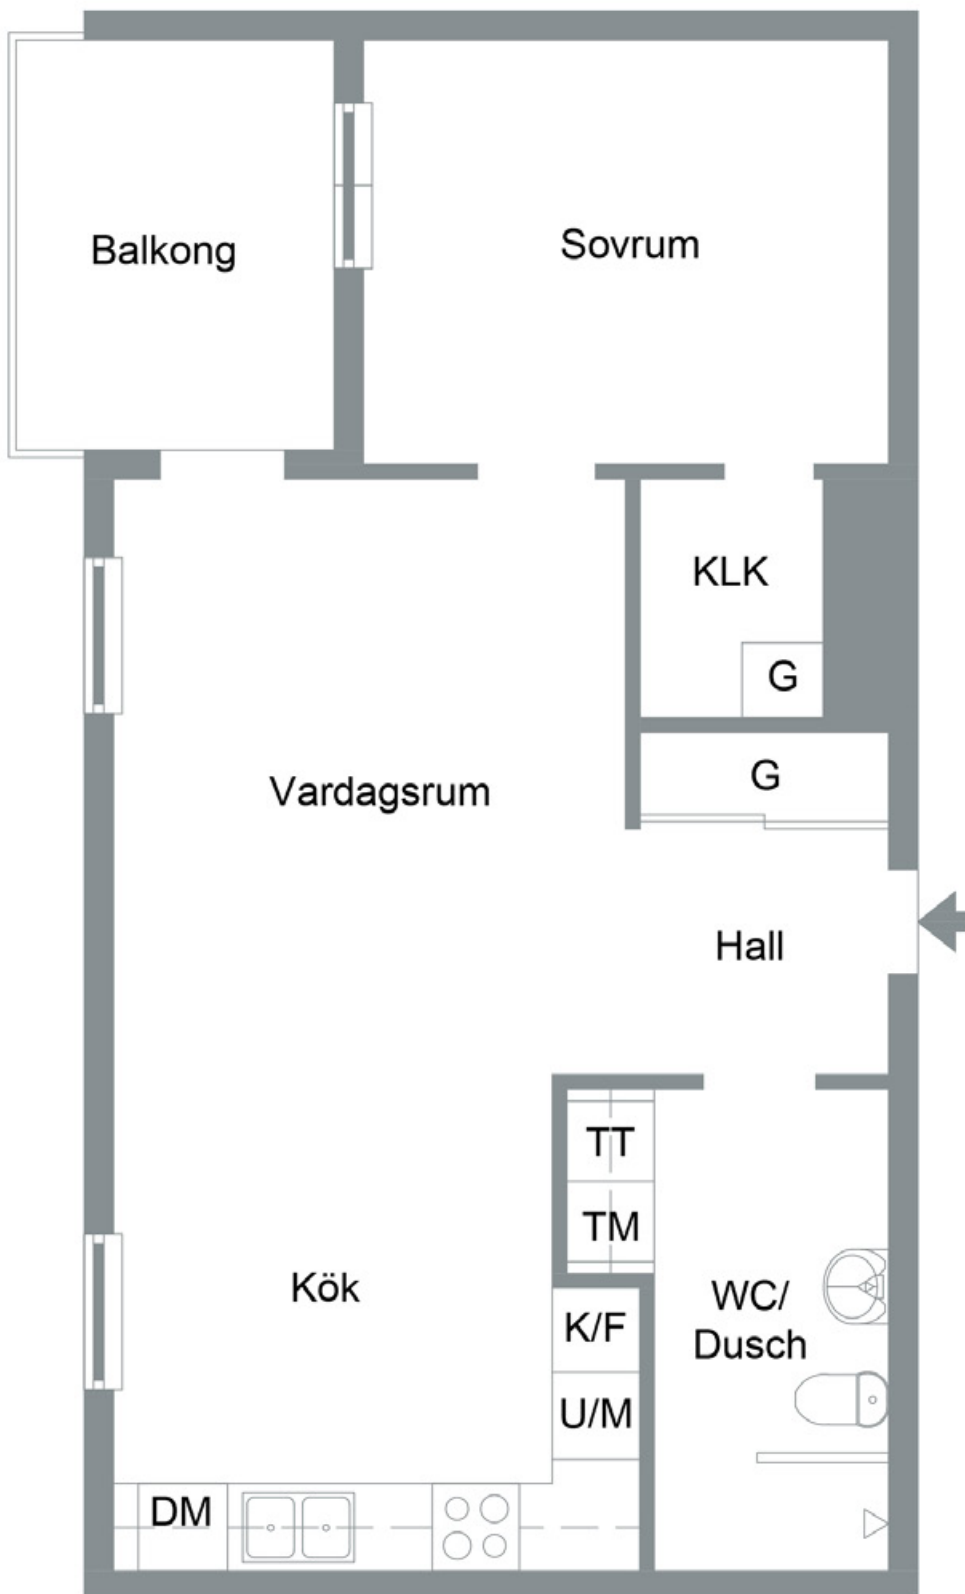 Balkong
Sovrum
KLK
G
G
Vardagsrum
Hall
TT
TM
Kök
WC/
Dusch
K/F
U/M
DM